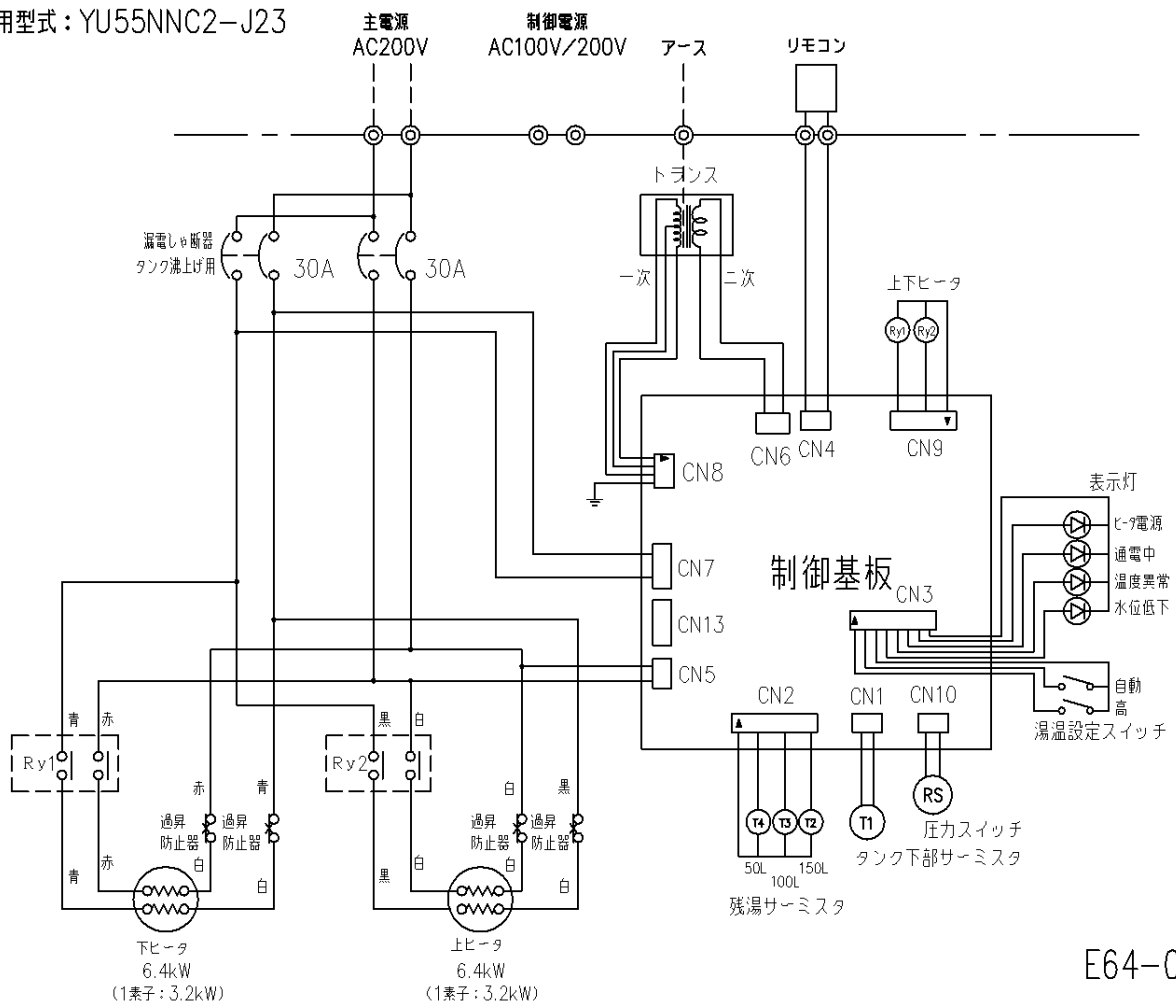 用型式：YU55NNC2−J23
主電源
AC200V
制御電源
AC100V／200V
アース
リモコン
トランス
漏電しゃ断器
タンク沸上げ用
30A
30A
一次
二次
上下ヒータ
Ry1
Ry2
CN6
CN4
CN9
CN8
表示灯
ヒータ電源
通電中
温度異常
水位低下
制御基板
CN7
CN3
CN13
CN5
CN2
CN1
CN10
自動
高
湯温設定スイッチ
青
赤
黒
白
Ry1
Ry2
赤
青
白
黒
RS
圧力スイッチ
T4
T3
T2
T1
タンク下部サーミスタ
過昇
防止器
過昇
防止器
過昇
防止器
過昇
防止器
青
赤
白
白
黒
白
白
白
50L
100L
150L
残湯サーミスタ
下ヒータ
6.4kW
(1素子：3.2kW)
上ヒータ
6.4kW
(1素子：3.2kW)